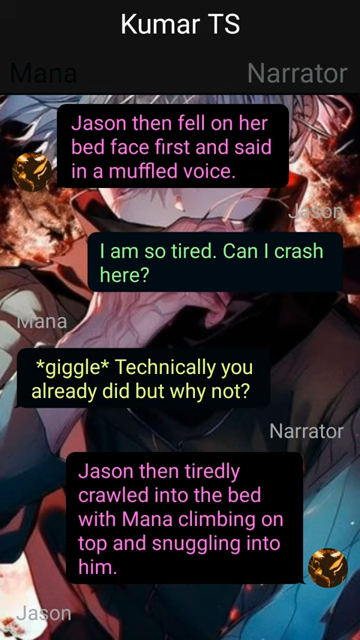 Kumar TS
Mana
Narrator
Jason then fell on her
bed face first and said
in a muffled voice.
Jason
I am so tired. Can I crash
here?
Mana
*giggle* Technically you
already did but why not?
Narrator
Jason then tiredly
crawled into the bed
with Mana climbing on
top and snuggling into
him.
Jason